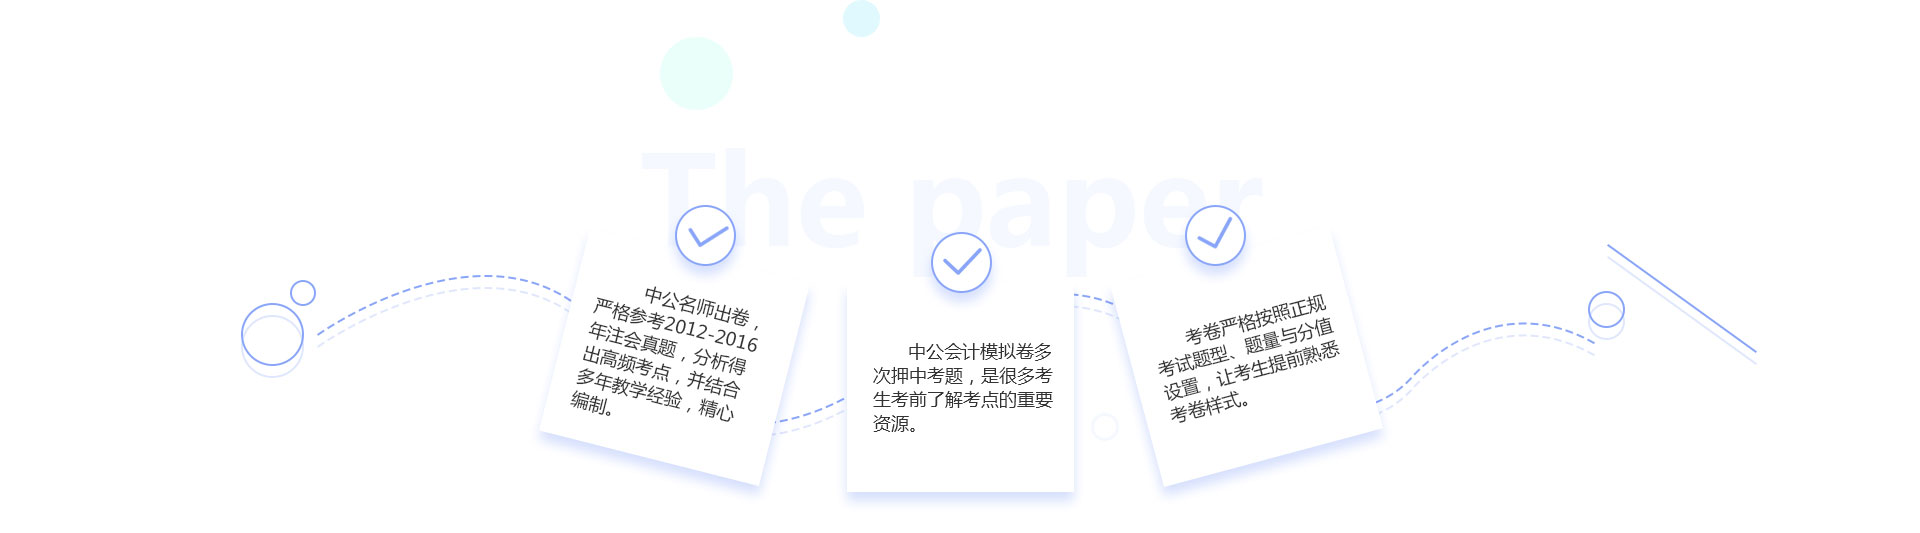 The paper
中公名师出卷，
严格参考2012-2016
年注会真题，分析得
出高频考点，并结合
多年教学经验，精心
编制。
中公会计模拟卷多
次押中考题，是很多考
生考前了解考点的重要
资源。
考卷严格按照正规
考试题型、题量与分值
设置，让考生提前熟悉
考卷样式。